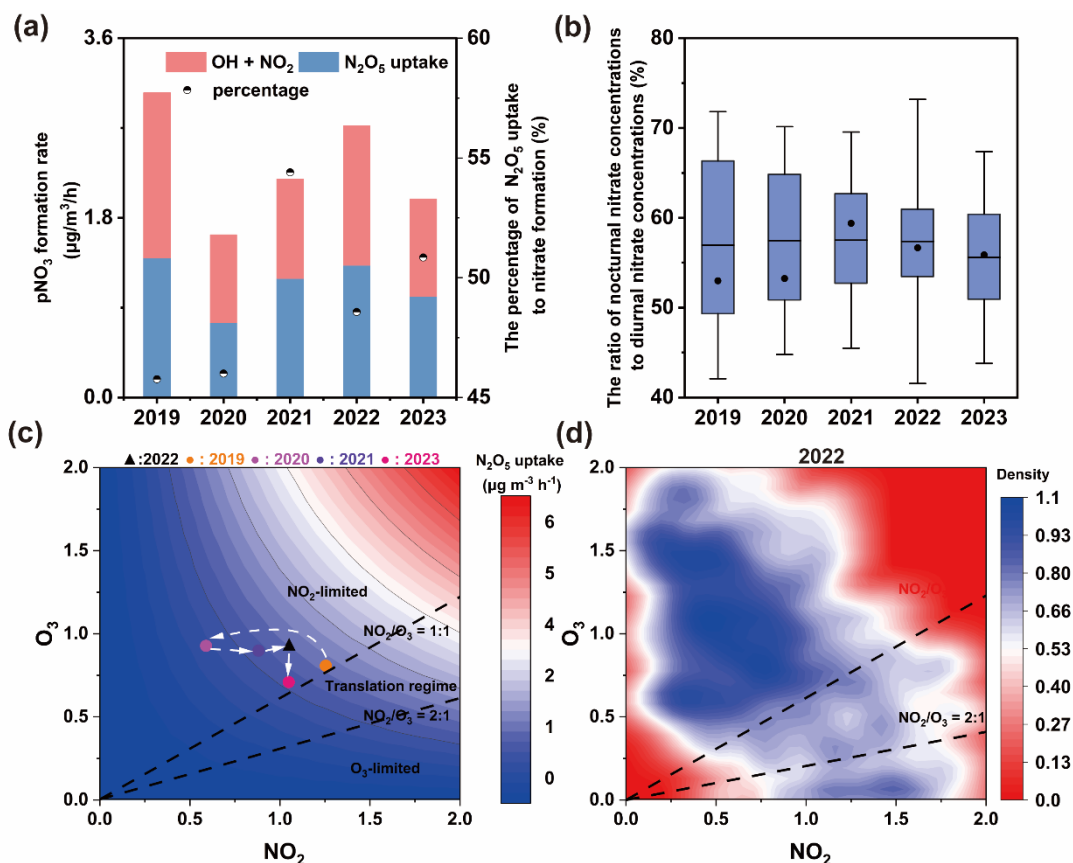 (a)
3.6
1.8
0.0
pNO₃ formation rate
(μg/m³/h)
OH + NO₂
N₂O₅ uptake
percentage
60
55
50
45
The percentage of N₂O₅ uptake
to nitrate formation (%)
2019 2020 2021 2022 2023
(b)
80
70
60
50
40
The ratio of nocturnal nitrate concentrations
to diurnal nitrate concentrations (%)
2019 2020 2021 2022 2023
(c)
▲:2022 ● : 2019 ● : 2020 ● : 2021 ● : 2023
2.0
1.5
1.0
0.5
0.0
O₃
NO₂-limited
NO₂/O₃ = 1:1
Translation regime
NO₂/O₃ = 2:1
O₃-limited
0.0 0.5 1.0 1.5 2.0
NO₂
N₂O₅ uptake
(μg m⁻³ h⁻¹)
6
5
4
2
1
0
(d)
2022
2.0
1.5
1.0
0.5
0.0
O₃
NO₂/O
NO₂/O₃ = 2:1
0.0 0.5 1.0 1.5 2.0
NO₂
Density
1.1
0.93
0.80
0.66
0.53
0.40
0.27
0.13
0.0